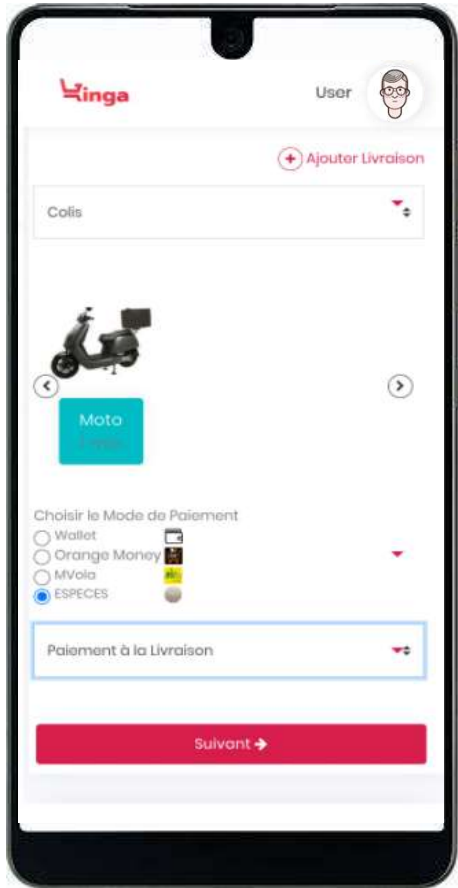 Yinga
User
Ajouter Livraison
Colis
Moto
Choisir le Mode de Paiement
Wallet
Orange Money
MVola
ESPECES
Paiement à la Livraison
Suivant